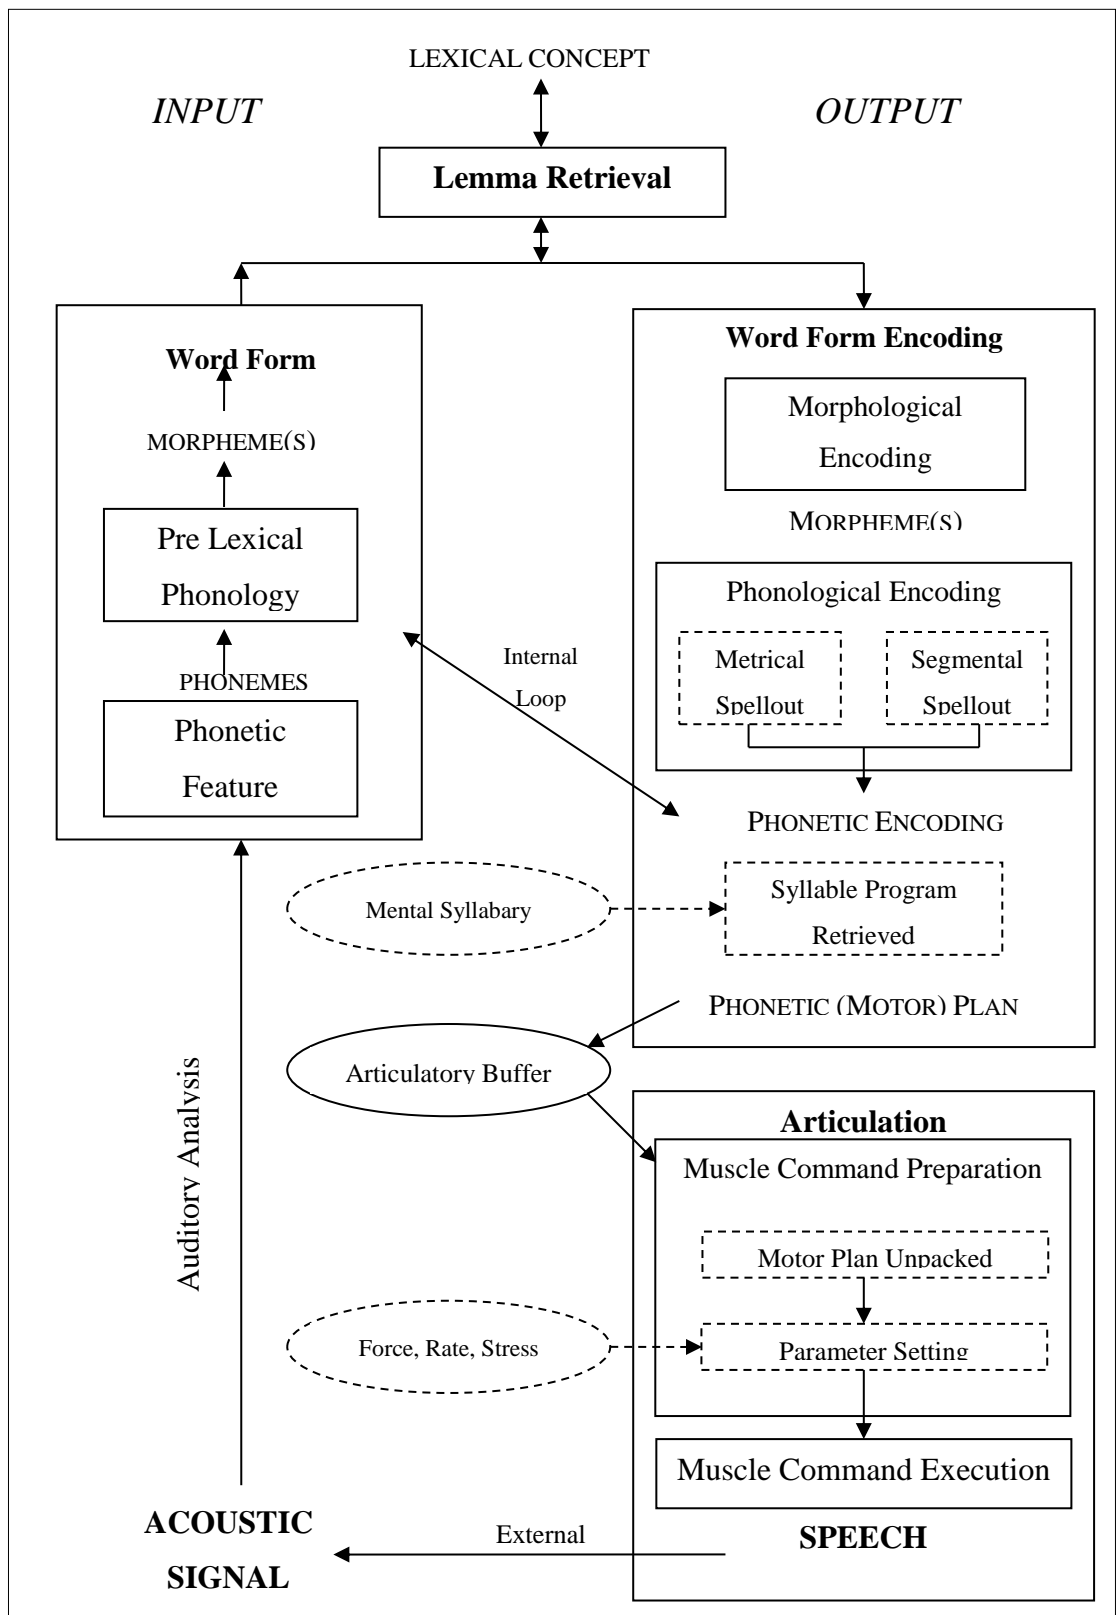 LEXICAL CONCEPT
INPUT
OUTPUT
Lemma Retrieval
Word Form
MORPHEME(S)
Pre Lexical
Phonology
PHONEMES
Phonetic
Feature
Word Form Encoding
Morphological
Encoding
MORPHEME(S)
Phonological Encoding
Metrical
Spellout
Segmental
Spellout
Internal
Loop
PHONETIC ENCODING
Mental Syllabary
Syllable Program
Retrieved
PHONETIC (MOTOR) PLAN
Articulatory Buffer
Auditory Analysis
Articulation
Muscle Command Preparation
Motor Plan Unpacked
Force, Rate, Stress
Parameter Setting
Muscle Command Execution
SPEECH
External
ACOUSTIC
SIGNAL